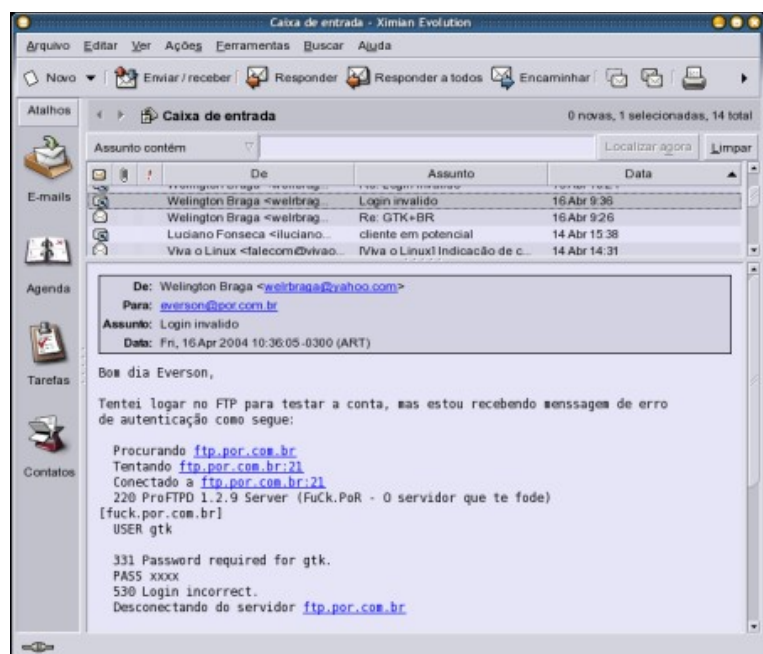 Caixa de entrada - Ximian Evolution
Arquivo Editar Ver Ações Ferramentas Buscar Ajuda
Novo Enviar / receber Responder Responder a todos Encaminhar
Atalhos Caixa de entrada 0 novas, 1 selecionadas, 14 total
Assunto contém Localizar agora Limpar
! De Assunto Data
E-mails
Welington Braga <welrbrag... Login invalido 16 Abr 9:36
Welington Braga <welrbrag... Re: GTK+BR 16 Abr 9:26
Luciano Fonseca <iluciano... cliente em potencial 14 Abr 15:38
Viva o Linux <falecom@vivao... [Viva o Linux] Indicacão de c... 14 Abr 14:31
Agenda
Tarefas
Contatos
De: Welington Braga <welrbraga@yahoo.com>
Para: everson@por.com.br
Assunto: Login invalido
Data: Fri, 16 Apr 2004 10:36:05 -0300 (ART)
Bom dia Everson,
Tentei logar no FTP para testar a conta, mas estou recebendo menssagem de erro
de autenticação como segue:
Procurando ftp.por.com.br
Tentando ftp.por.com.br:21
Conectado a ftp.por.com.br:21
220 ProFTPD 1.2.9 Server (FuCk.PoR - O servidor que te fode)
[fuck.por.com.br]
USER gtk
331 Password required for gtk.
PASS xxxx
530 Login incorrect.
Desconectando do servidor ftp.por.com.br